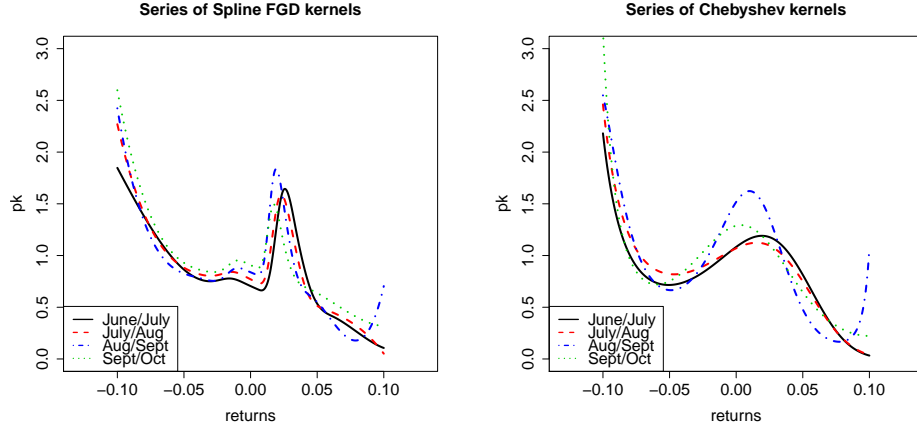 Series of Spline FGD kernels
pk
3.0
2.5
2.0
1.5
1.0
0.5
0.0
June/July
July/Aug
Aug/Sept
Sept/Oct
−0.10
−0.05
0.00
0.05
0.10
returns
Series of Chebyshev kernels
pk
3.0
2.5
2.0
1.5
1.0
0.5
0.0
June/July
July/Aug
Aug/Sept
Sept/Oct
−0.10
−0.05
0.00
0.05
0.10
returns